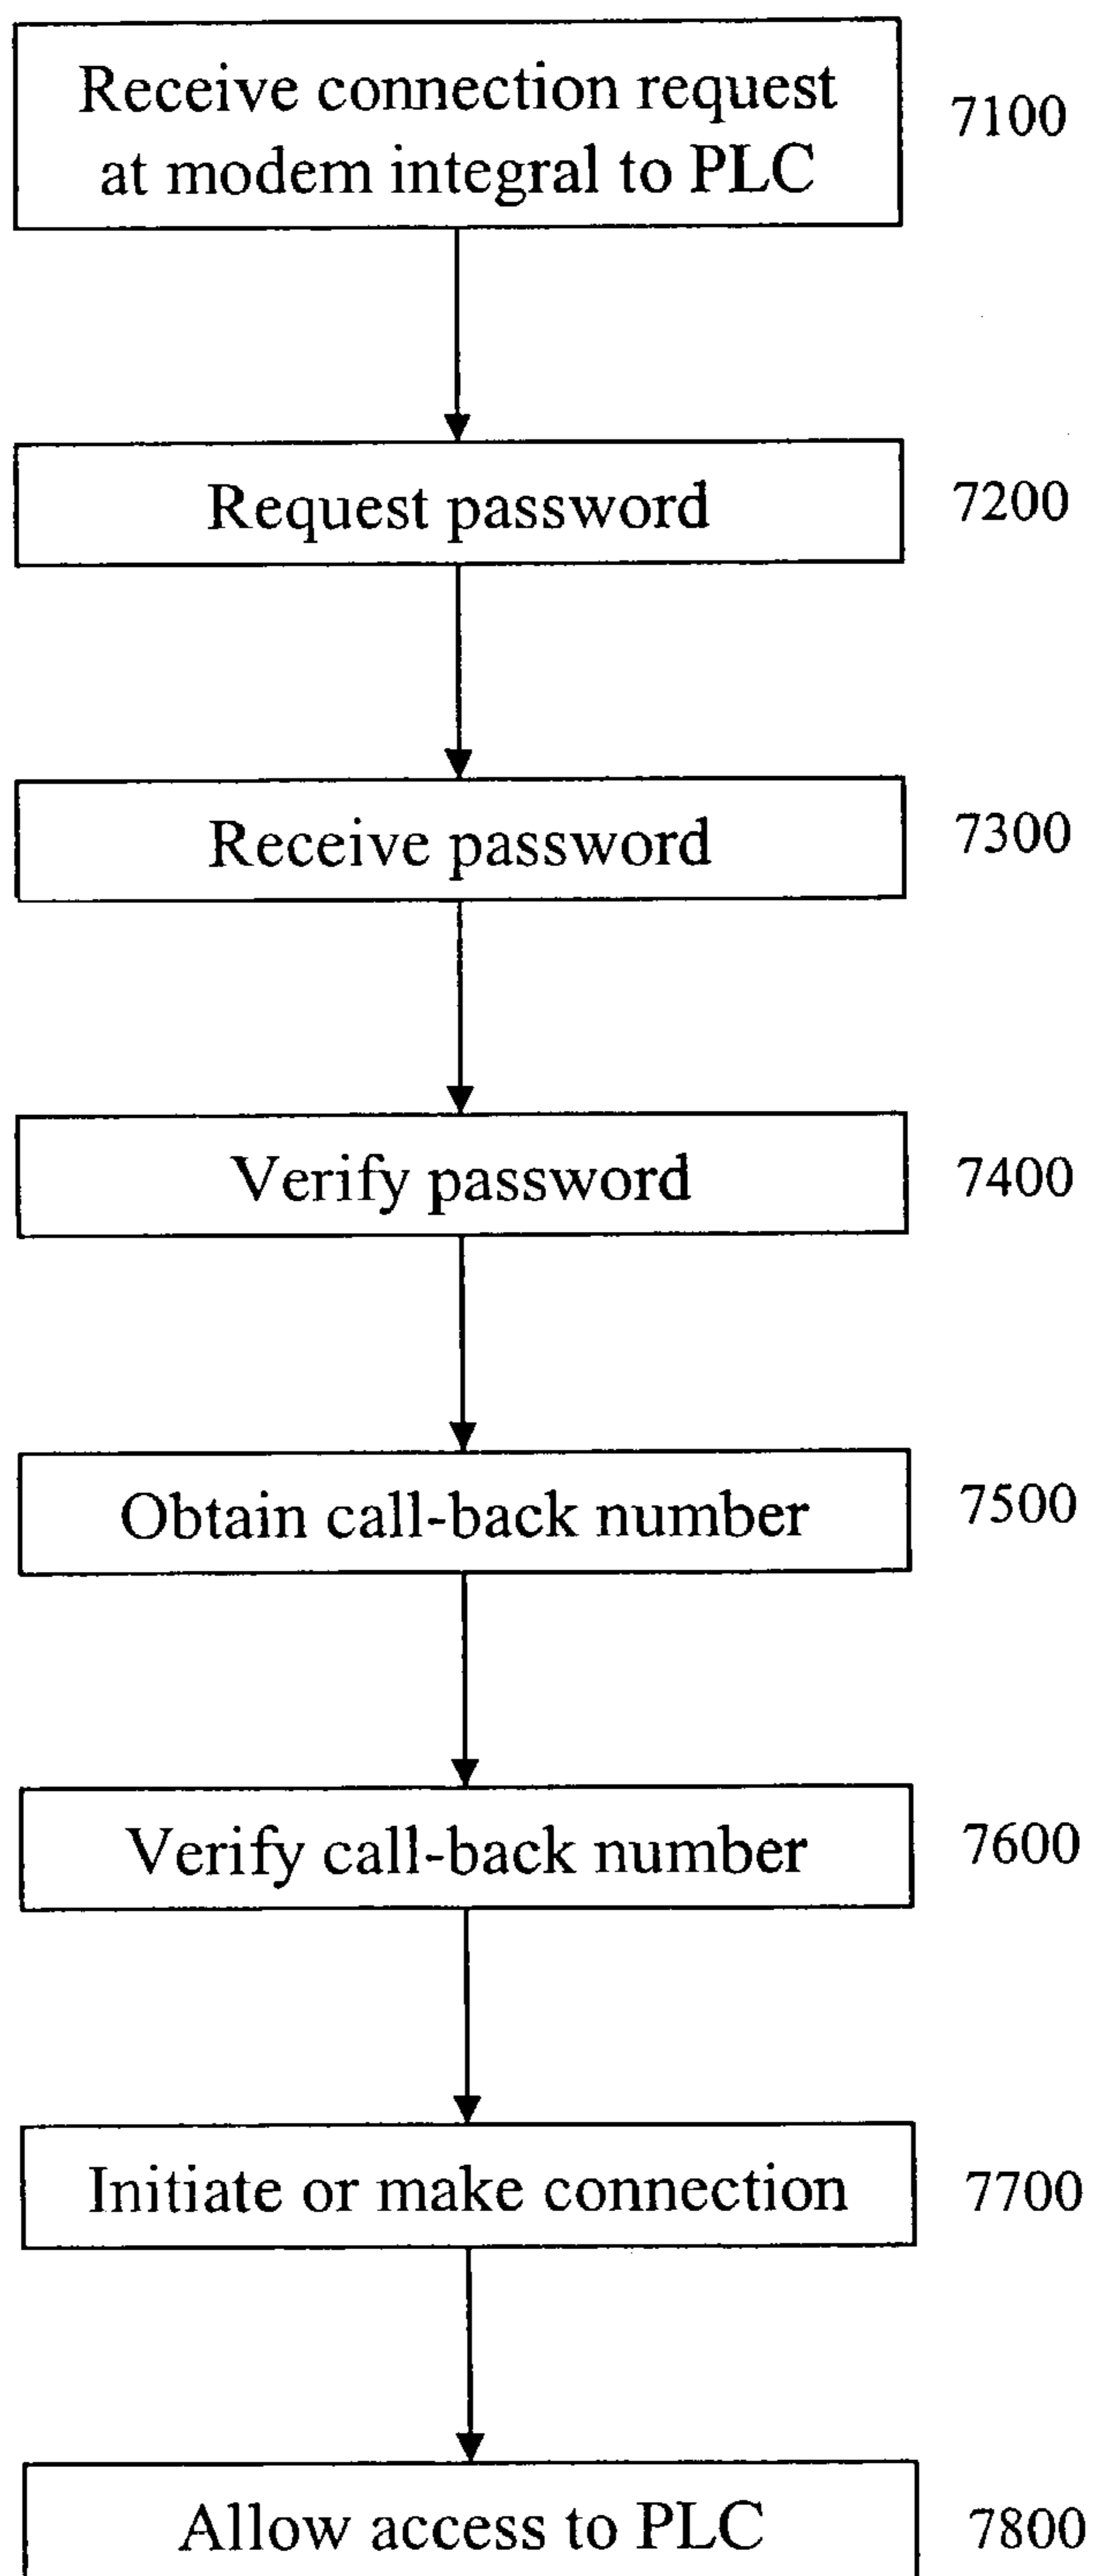 Receive connection request
at modem integral to PLC
7100
Request password
7200
Receive password
7300
Verify password
7400
Obtain call-back number
7500
Verify call-back number
7600
Initiate or make connection
7700
Allow access to PLC
7800